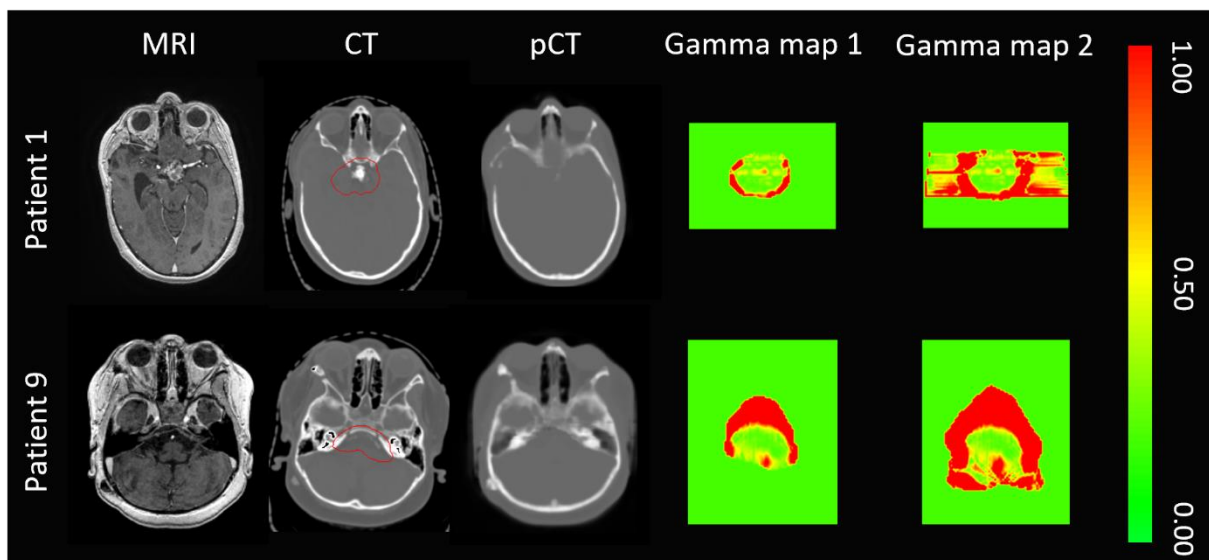 MRI
CT
pCT
Gamma map 1
Gamma map 2
Patient 1
Patient 9
1.00
0.50
0.00